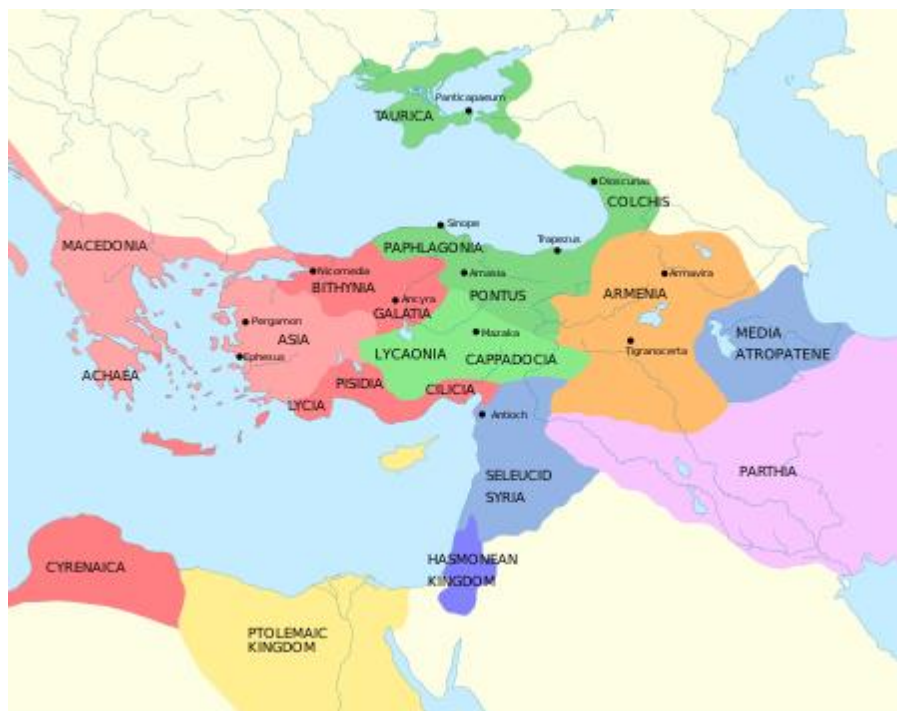 Panticapaeum
TAURICA
Dioscurias
COLCHIS
Sinope
MACEDONIA
PAPHLAGONIA
Trapezus
Nicomedia
Amasia
Armavira
BITHYNIA
PONTUS
ARMENIA
Ancyra
GALATIA
Pergamon
ASIA
Mazaka
MEDIA
ATROPATENE
Tigranocerta
Ephesus
LYCAONIA
CAPPADOCIA
ACHAEA
PISIDIA
CILICIA
LYCIA
Antioch
PARTHIA
SELEUCID
SYRIA
HASMONEAN
KINGDOM
CYRENAICA
PTOLEMAIC
KINGDOM